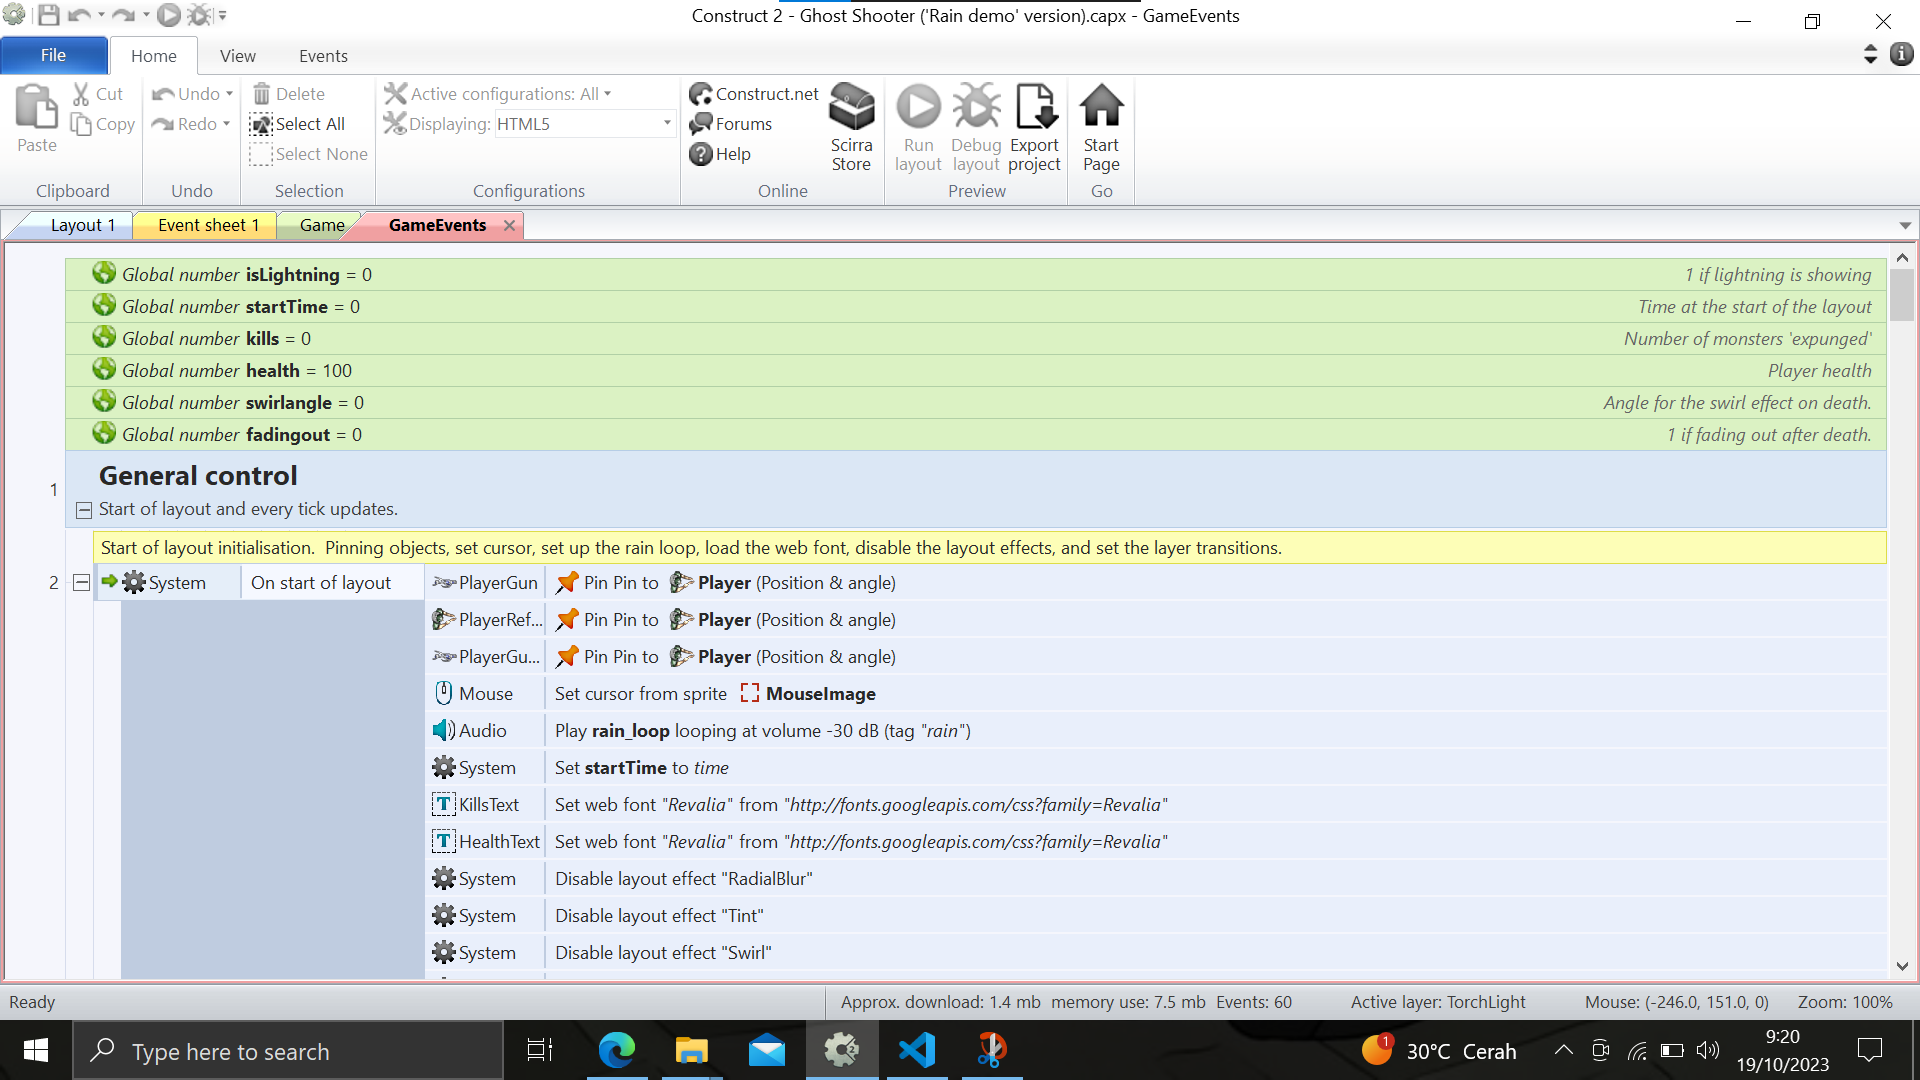 Construct 2 - Ghost Shooter ('Rain demo' version).capx - GameEvents
File Home View Events
Paste
Cut
Copy
Clipboard
Undo
Redo
Undo
Delete
Select All
Select None
Selection
Active configurations: All
Displaying: HTML5
Configurations
Construct.net
Forums
Help
Scirra Store
Online
Run layout
Debug layout
Export project
Preview
Start Page
Go
Layout 1 Event sheet 1 Game GameEvents
Global number isLightning = 0 1 if lightning is showing
Global number startTime = 0 Time at the start of the layout
Global number kills = 0 Number of monsters 'expunged'
Global number health = 100 Player health
Global number swirlangle = 0 Angle for the swirl effect on death.
Global number fadingout = 0 1 if fading out after death.
1 General control
Start of layout and every tick updates.
Start of layout initialisation. Pinning objects, set cursor, set up the rain loop, load the web font, disable the layout effects, and set the layer transitions.
2 System On start of layout PlayerGun Pin Pin to Player (Position & angle)
PlayerRef... Pin Pin to Player (Position & angle)
PlayerGu... Pin Pin to Player (Position & angle)
Mouse Set cursor from sprite MouseImage
Audio Play rain_loop looping at volume -30 dB (tag "rain")
System Set startTime to time
T KillsText Set web font "Revalia" from "http://fonts.googleapis.com/css?family=Revalia"
T HealthText Set web font "Revalia" from "http://fonts.googleapis.com/css?family=Revalia"
System Disable layout effect "RadialBlur"
System Disable layout effect "Tint"
System Disable layout effect "Swirl"
Ready Approx. download: 1.4 mb memory use: 7.5 mb Events: 60 Active layer: TorchLight Mouse: (-246.0, 151.0, 0) Zoom: 100%
Type here to search
1
30°C Cerah
9:20
19/10/2023